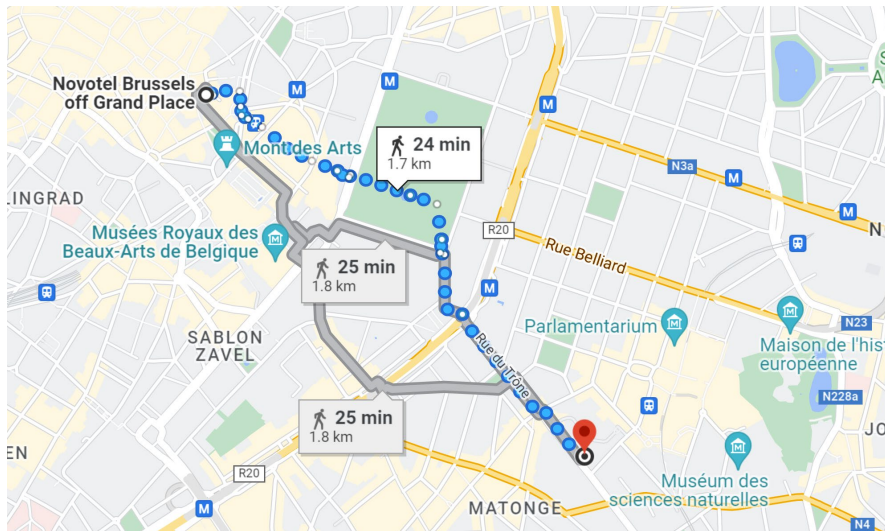 Novotel Brussels
off Grand Place
M
M
M
Mont des Arts
24 min
1.7 km
N3a
M
LINGRAD
M
Musées Royaux des
Beaux-Arts de Belgique
R20
Rue Belliard
N
25 min
1.8 km
M
Parlamentarium
N23
SABLON
ZAVEL
Rue du Trône
Maison de l'his
européenne
25 min
1.8 km
N228a
JO
EN
R20
Muséum des
sciences naturelles
M
MATONGE
N4